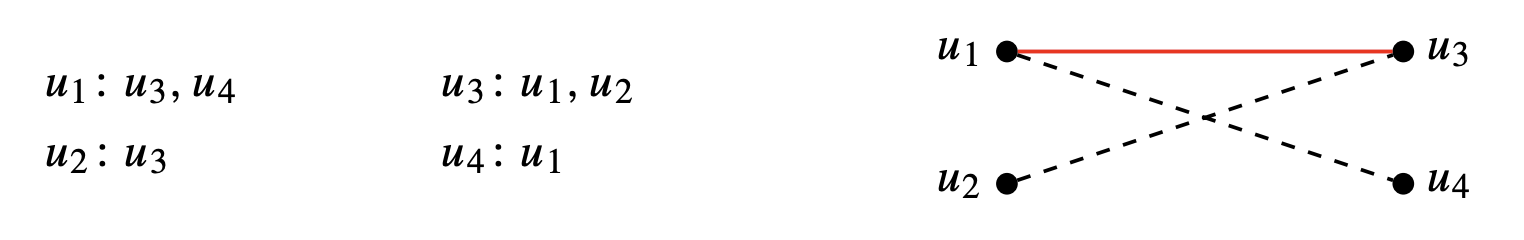 u₁ : u₃, u₄
u₂ : u₃
u₃ : u₁, u₂
u₄ : u₁
u₁
u₃
u₂
u₄